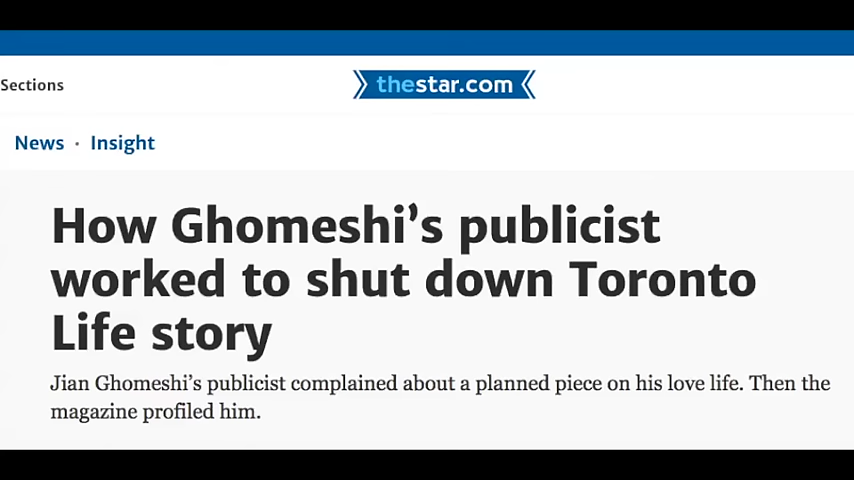 Sections
thestar.com
News · Insight
How Ghomeshi’s publicist
worked to shut down Toronto
Life story
Jian Ghomeshi’s publicist complained about a planned piece on his love life. Then the
magazine profiled him.